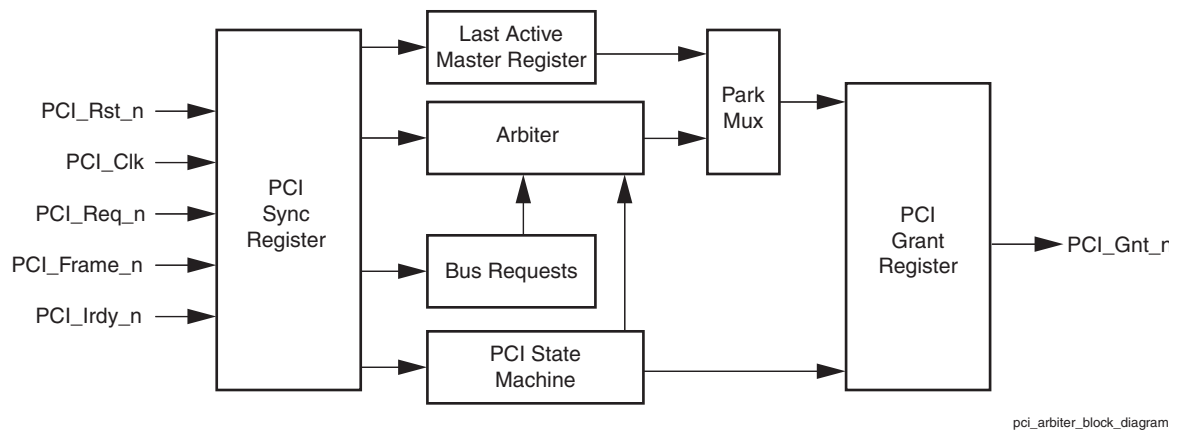 PCI_Rst_n
PCI_Clk
PCI_Req_n
PCI_Frame_n
PCI_Irdy_n
PCI
Sync
Register
Last Active
Master Register
Arbiter
Bus Requests
PCI State
Machine
Park
Mux
PCI
Grant
Register
PCI_Gnt_n
pci_arbiter_block_diagram